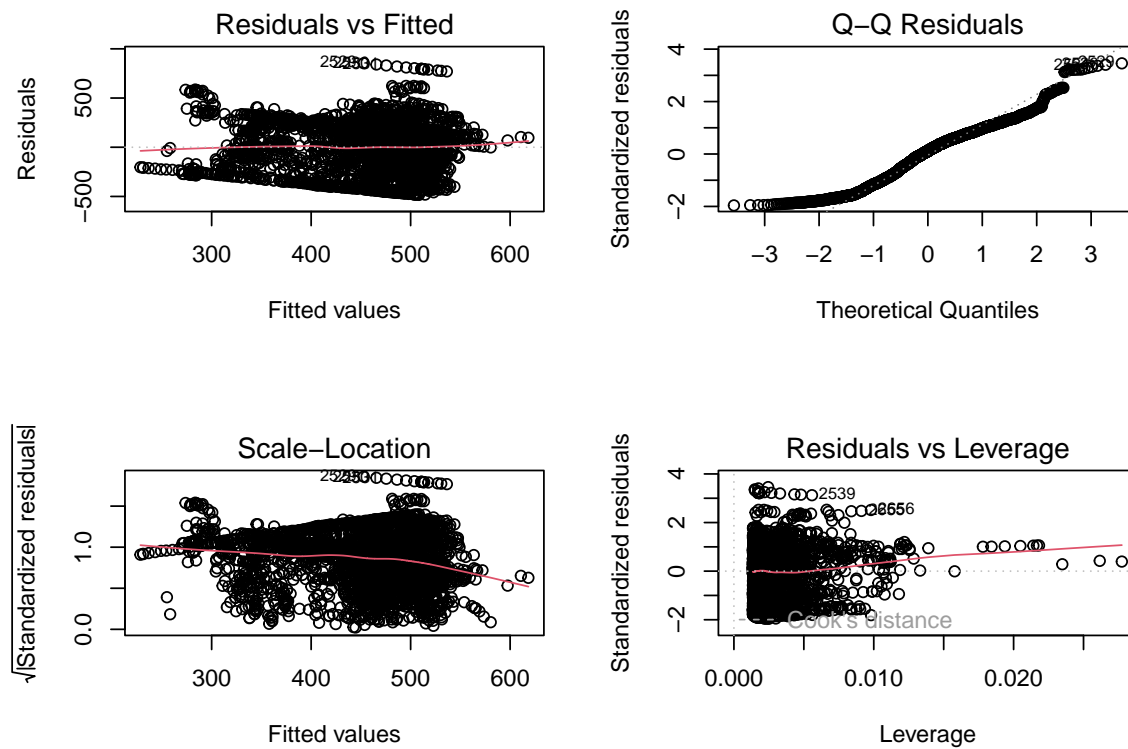 Residuals vs Fitted
Residuals
500
−500
300
400
500
600
Fitted values
Q−Q Residuals
Standardized residuals
4
2
0
−2
−3
−2
−1
0
1
2
3
Theoretical Quantiles
Scale−Location
√|Standardized residuals|
1.0
0.0
300
400
500
600
Fitted values
Residuals vs Leverage
Standardized residuals
4
2
0
−2
2539
Cook's distance
0.000
0.010
0.020
Leverage